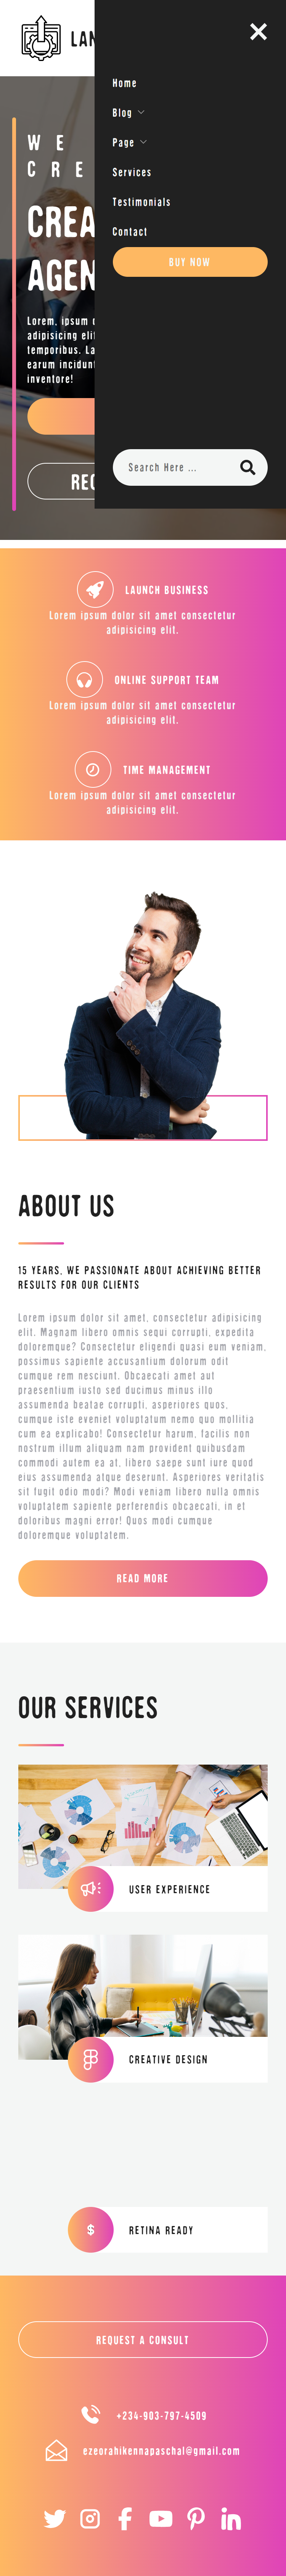 LAN
Home
Blog
Page
Services
Testimonials
Contact
BUY NOW
Search Here ...
WE
CRE
CREA
AGEN
Lorem, ipsum
adipisicing elit
temporibus. La
earum incidunt
inventore!
REQ
LAUNCH BUSINESS
Lorem ipsum dolor sit amet consectetur
adipisicing elit.
ONLINE SUPPORT TEAM
Lorem ipsum dolor sit amet consectetur
adipisicing elit.
TIME MANAGEMENT
Lorem ipsum dolor sit amet consectetur
adipisicing elit.
ABOUT US
15 YEARS, WE PASSIONATE ABOUT ACHIEVING BETTER
RESULTS FOR OUR CLIENTS
Lorem ipsum dolor sit amet, consectetur adipisicing
elit. Magnam libero omnis sequi corrupti, expedita
doloremque? Consectetur eligendi quasi eum veniam,
possimus sapiente accusantium dolorum odit
cumque rem nesciunt. Obcaecati amet aut
praesentium iusto sed ducimus minus illo
assumenda beatae corrupti, asperiores quos,
cumque iste eveniet voluptatum nemo quo mollitia
cum ea explicabo! Consectetur harum, facilis non
nostrum illum aliquam nam provident quibusdam
commodi autem ea at, libero saepe sunt iure quod
eius assumenda atque deserunt. Asperiores veritatis
sit fugit odio modi? Modi veniam libero nulla omnis
voluptatem sapiente perferendis obcaecati, in et
doloribus magni error! Quos modi cumque
doloremque voluptatem.
READ MORE
OUR SERVICES
USER EXPERIENCE
CREATIVE DESIGN
RETINA READY
REQUEST A CONSULT
+234-903-797-4509
ezeorahikennapaschal@gmail.com